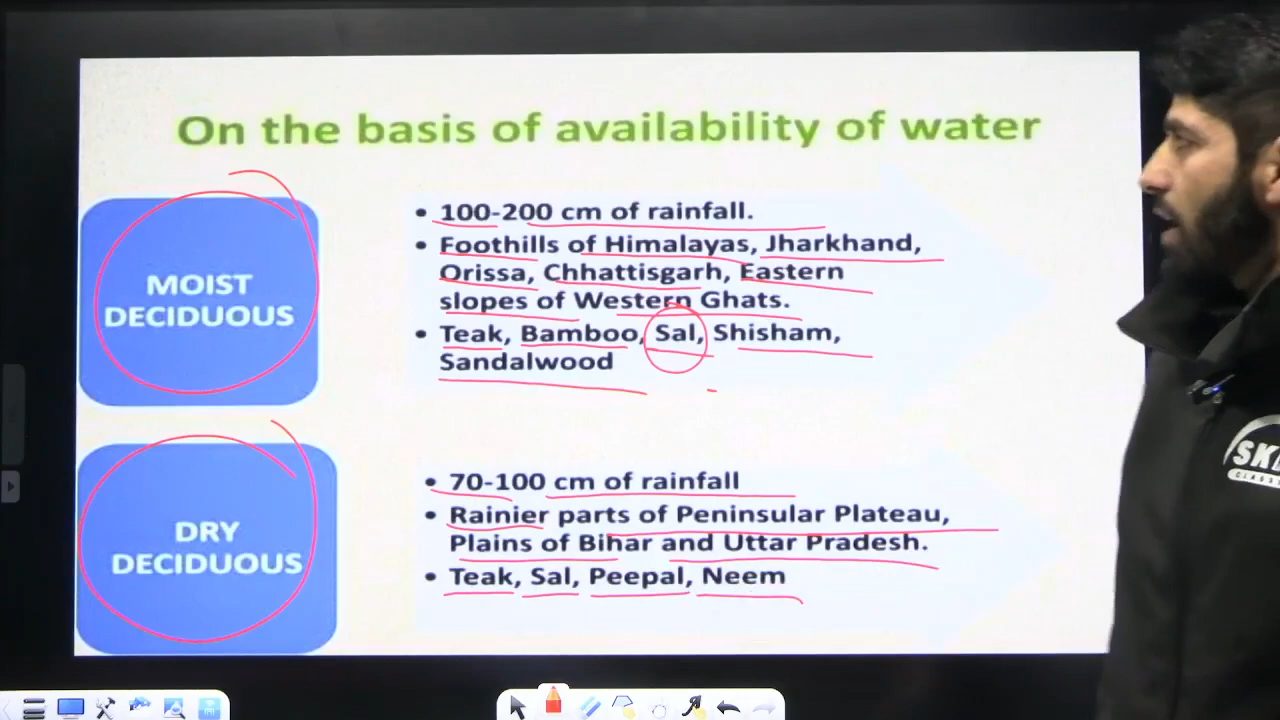 On the basis of availability of water
MOIST
DECIDUOUS
• 100-200 cm of rainfall.
• Foothills of Himalayas, Jharkhand,
Orissa, Chhattisgarh, Eastern
slopes of Western Ghats.
• Teak, Bamboo, Sal, Shisham,
Sandalwood
DRY
DECIDUOUS
• 70-100 cm of rainfall
• Rainier parts of Peninsular Plateau,
Plains of Bihar and Uttar Pradesh.
• Teak, Sal, Peepal, Neem